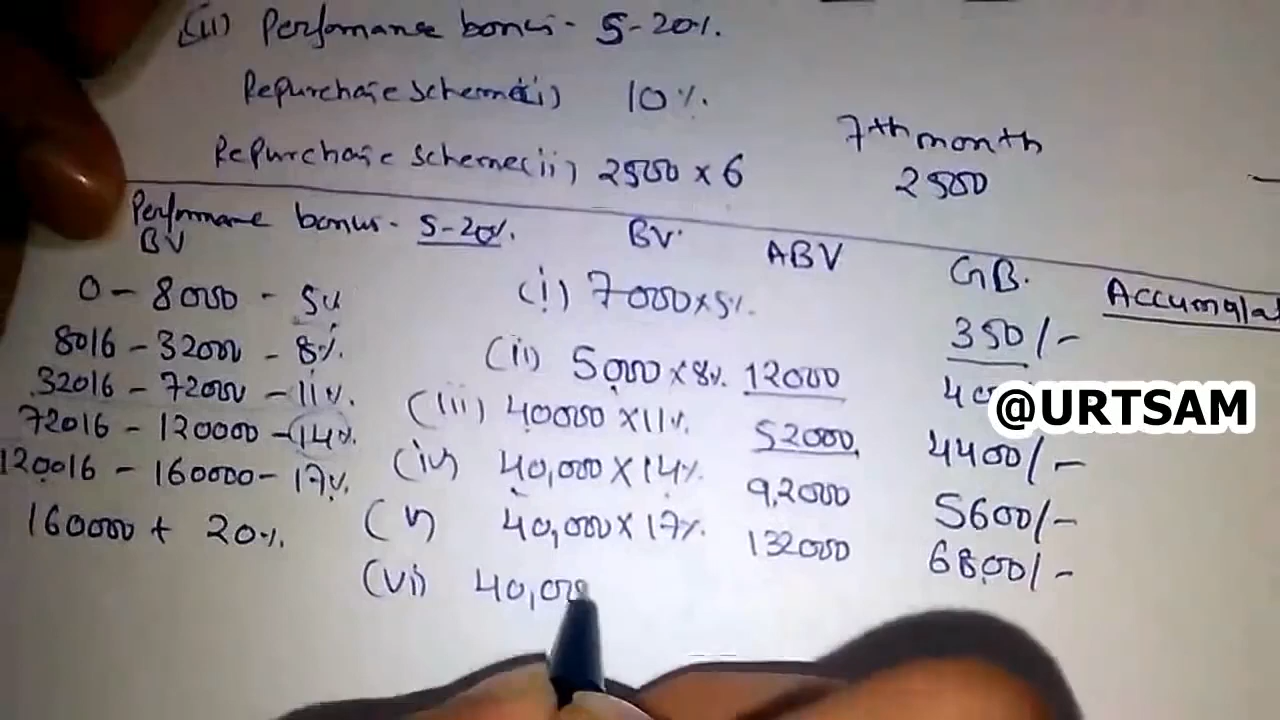 (ii) Performanse bonus - 5-20%.
Repurchase scheme(i) 10%.
7th month
Repurchase scheme(ii) 2500 x 6 2500
Performane bonus - 5-20%. BV. ABV GB. Accumala
BV
0 - 8000 - 5% (i) 7000x5%. 350/-
8016 - 32000 - 8%. (ii) 5000 x 8%. 12000
32016 - 72000 - 11%. (iii) 40000 x 11%. 52000 4400/-
72016 - 120000 - 14%. (iv) 40,000 x 14%. 92000 5600/-
120016 - 160000 - 17%. (v) 40,000 x 17%. 132000 6800/-
160000 + 20%. (vi) 40,000
@URTSAM